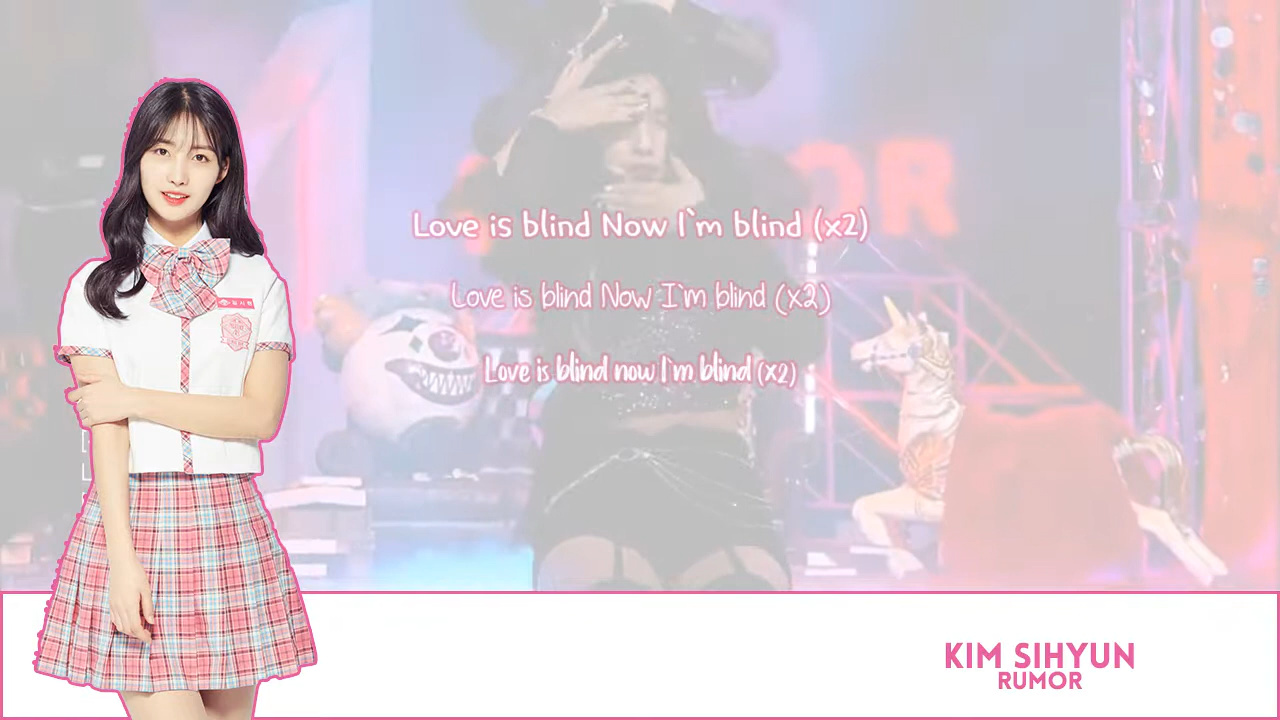 OR
Love is blind Now I`m blind (x2)
Love is blind Now I`m blind (x2)
Love is blind now I`m blind (x2)
KIM SIHYUN
RUMOR